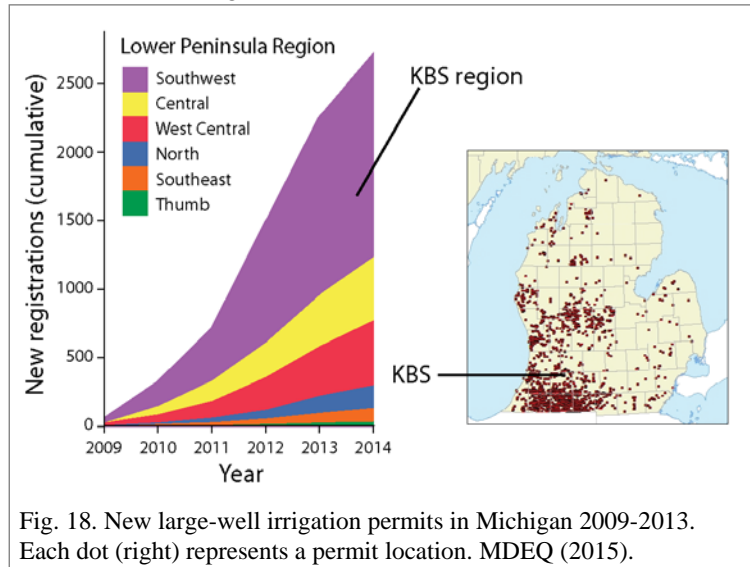 Lower Peninsula Region
Southwest
Central
West Central
North
Southeast
Thumb
New registrations (cumulative)
2500
2000
1500
1000
500
0
2009
2010
2011
2012
2013
2014
Year
KBS region
KBS
Fig. 18. New large-well irrigation permits in Michigan 2009-2013.
Each dot (right) represents a permit location. MDEQ (2015).